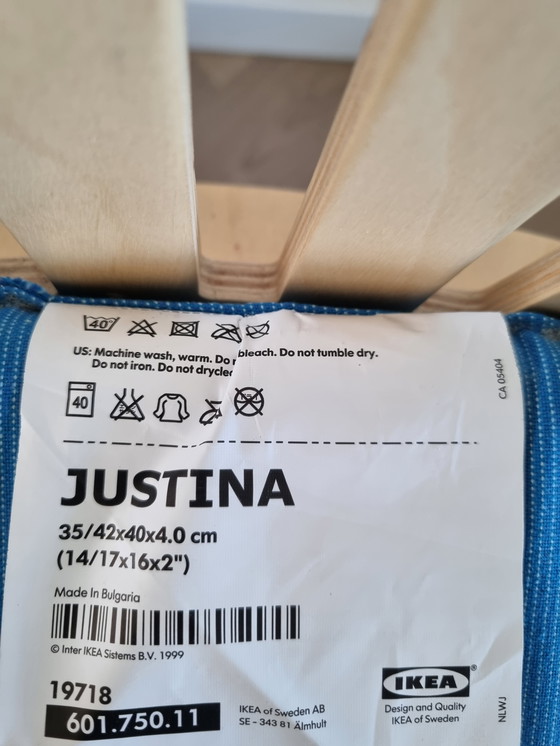 40
US: Machine wash, warm. Do bleach. Do not tumble dry.
Do not iron. Do not
40
CA 05404
JUSTINA
35/42x40x4.0 cm
(14/17x16x2")
Made In Bulgaria
© Inter IKEA Sistems B.V. 1999
19718
601.750.11
IKEA of Sweden AB
SE - 343 81 Älmhult
IKEA®
Design and Quality
IKEA of Sweden
NLWJ